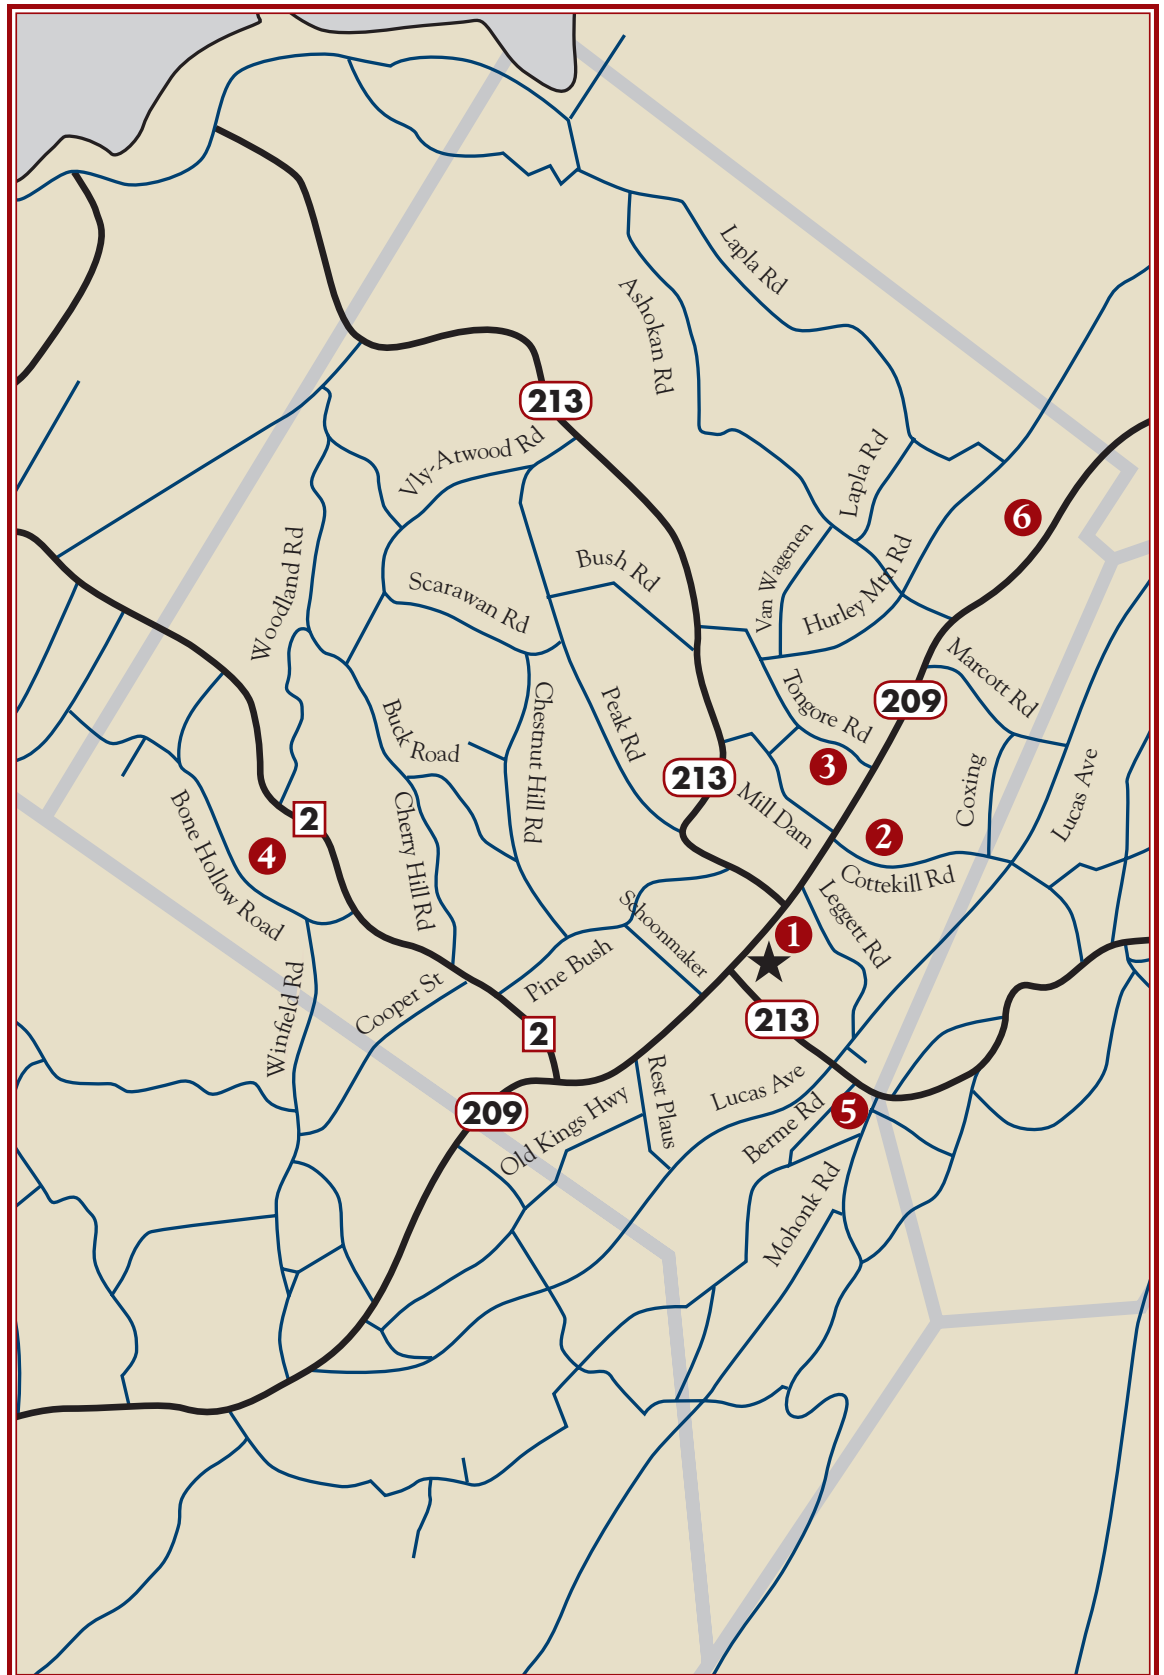 Lapla Rd
Ashokan Rd
213
Vly-Atwood Rd
Lapla Rd
6
Van Wagenen
Hurley Mtn Rd
Bush Rd
Woodland Rd
Scarawan Rd
Marcott Rd
Tongore Rd
209
Buck Road
Chestnut Hill Rd
Peak Rd
213
3
Mill Dam
Coxing
Lucas Ave
2
Bone Hollow Road
4
Cherry Hill Rd
2
Cottekill Rd
Leggett Rd
Schoonmaker
1
Pine Bush
Winfield Rd
Cooper St
213
2
Rest Plaus
Lucas Ave
209
Old Kings Hwy
Berme Rd
5
Mohonk Rd